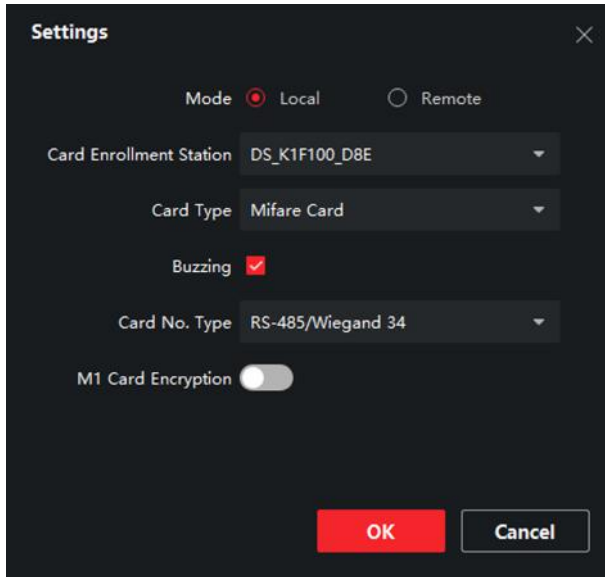 Settings
Mode Local Remote
Card Enrollment Station DS_K1F100_D8E
Card Type Mifare Card
Buzzing
Card No. Type RS-485/Wiegand 34
M1 Card Encryption
OK Cancel